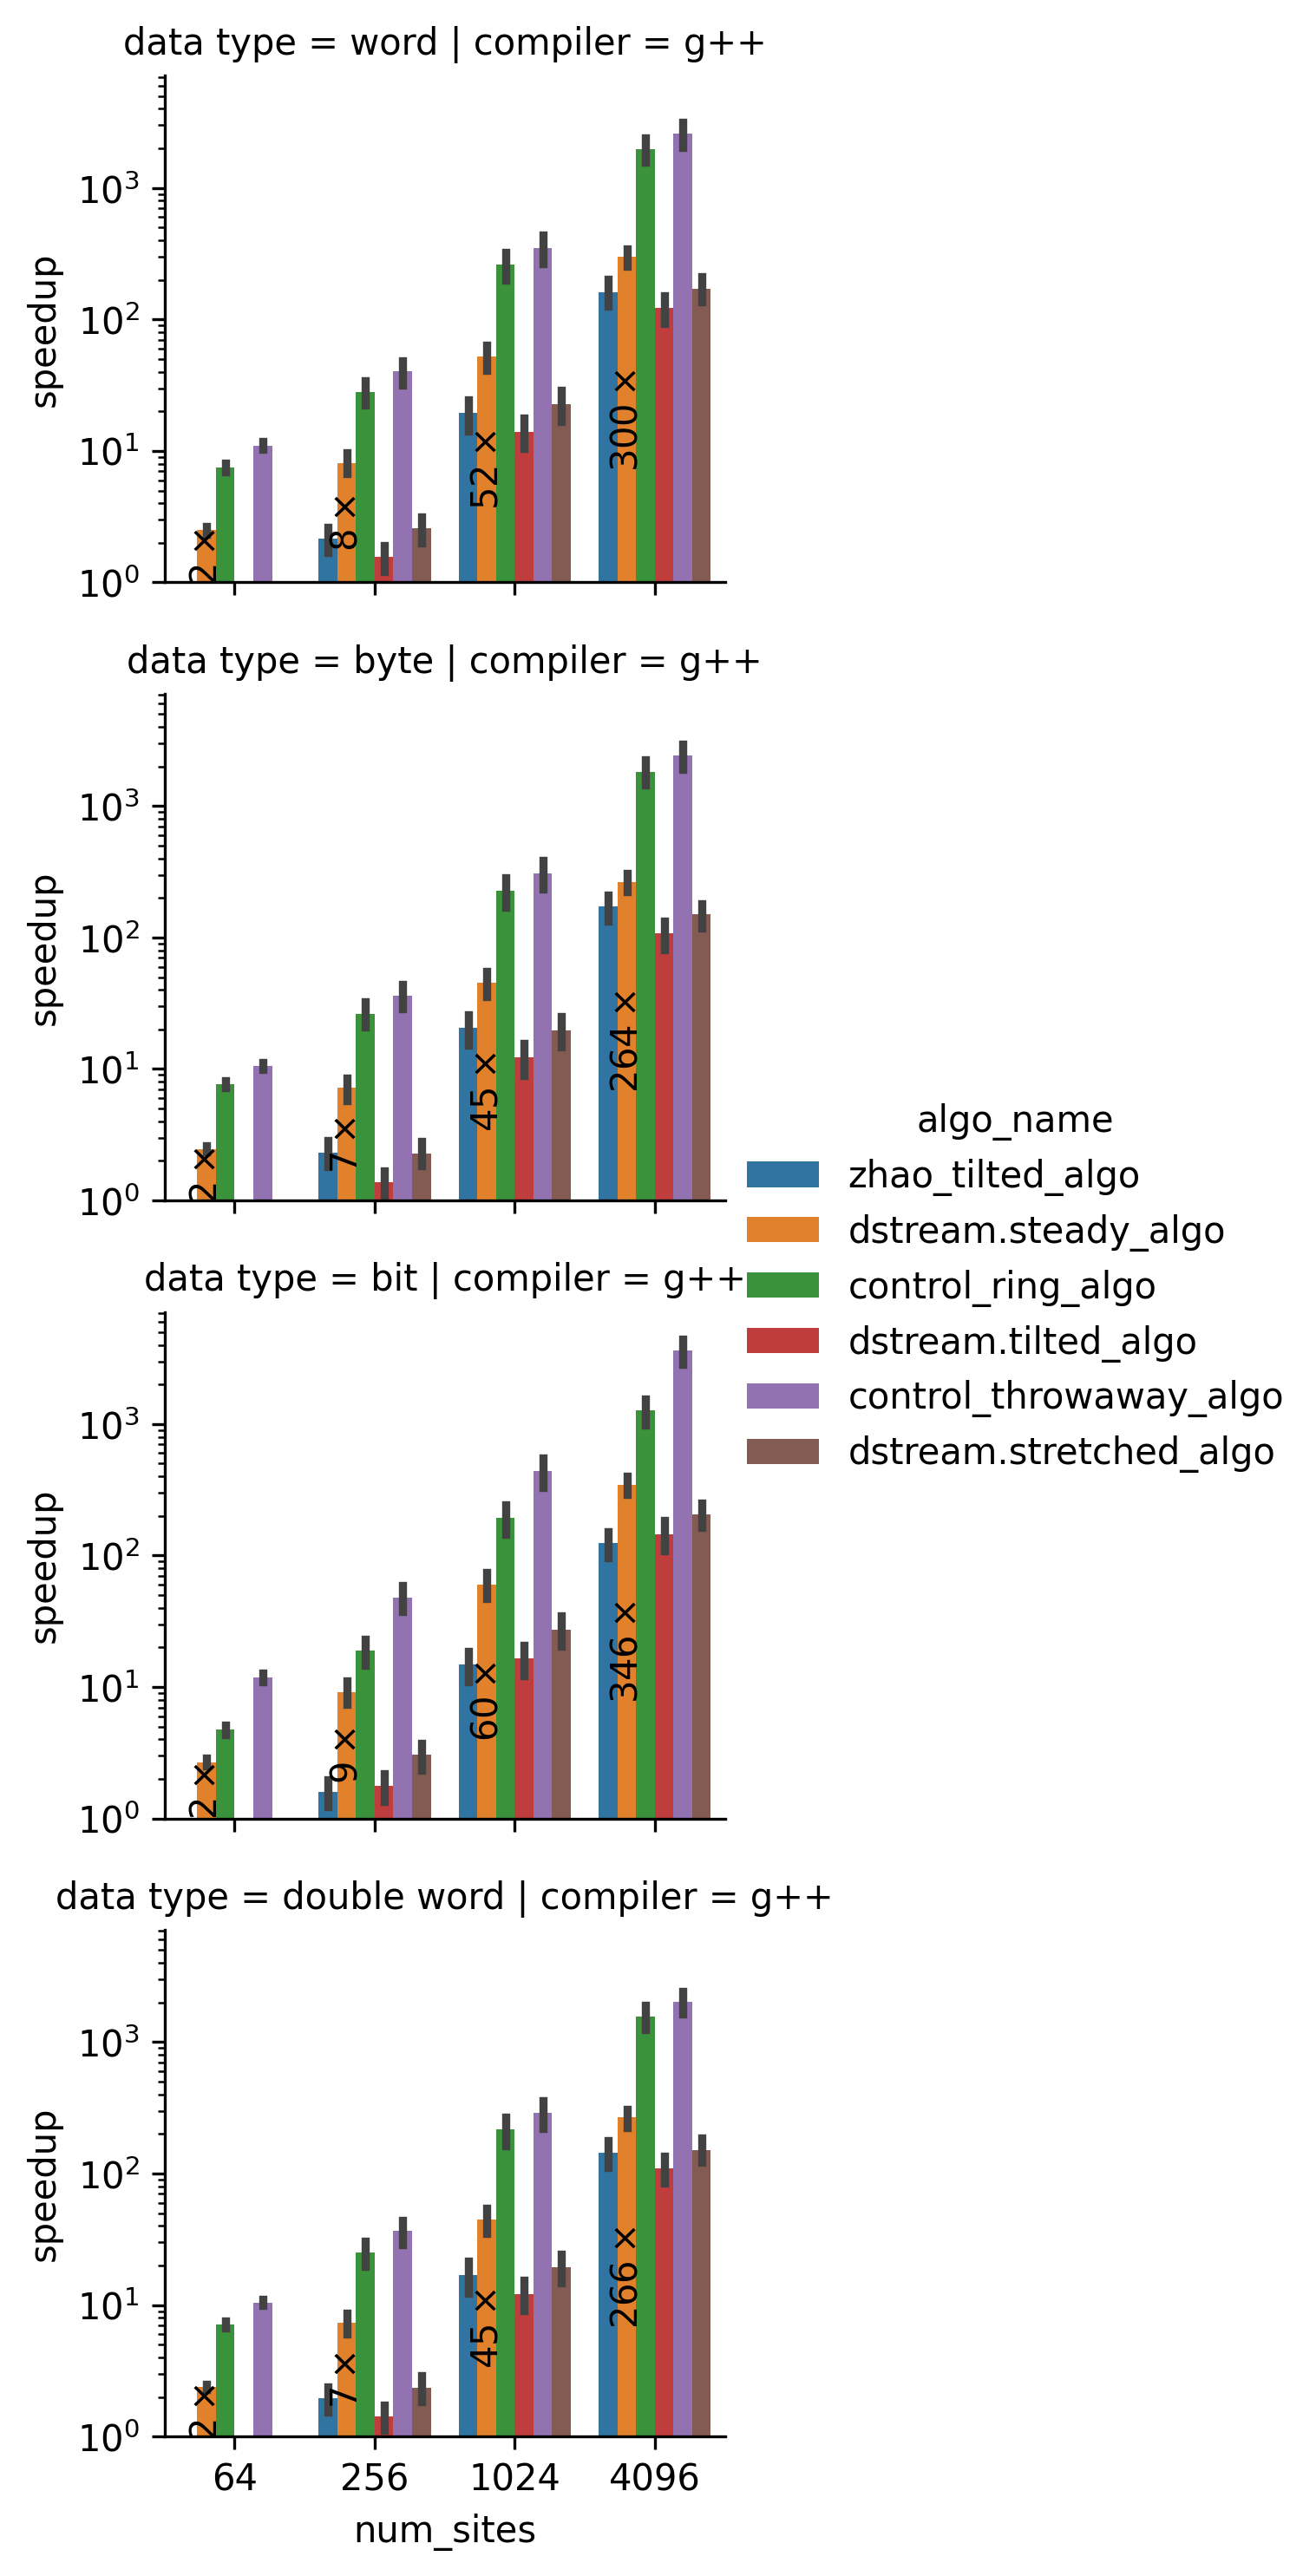 data type = word | compiler = g++
speedup
10³
10²
10¹
10⁰
2 ×
8 ×
52 ×
300 ×
data type = byte | compiler = g++
speedup
10³
10²
10¹
10⁰
2 ×
7 ×
45 ×
264 ×
algo_name
zhao_tilted_algo
dstream.steady_algo
control_ring_algo
dstream.tilted_algo
control_throwaway_algo
dstream.stretched_algo
data type = bit | compiler = g++
speedup
10³
10²
10¹
10⁰
2 ×
9 ×
60 ×
346 ×
data type = double word | compiler = g++
speedup
10³
10²
10¹
10⁰
2 ×
7 ×
45 ×
266 ×
64 256 1024 4096
num_sites